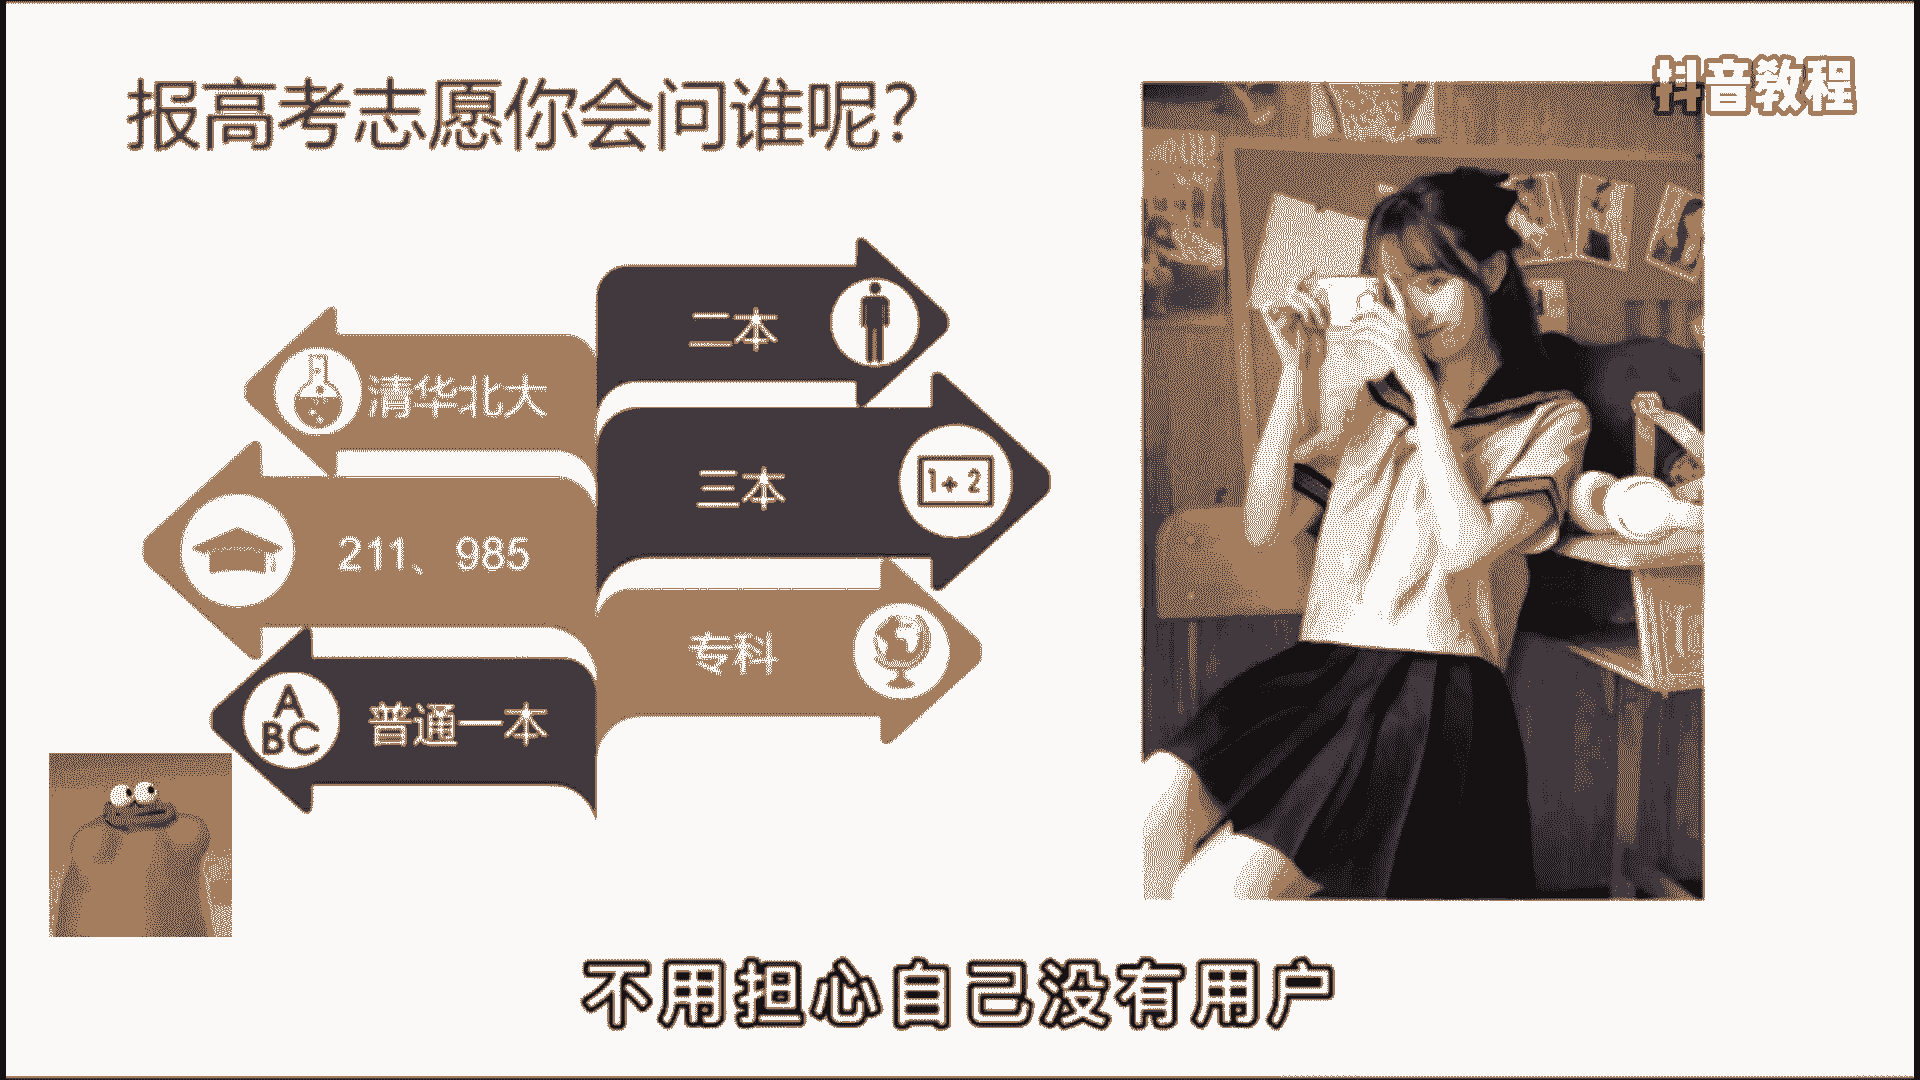 报高考志愿你会问谁呢?
抖音教程
二本
清华北大
三本
1+2
211、985
专科
A
BC
普通一本
不用担心自己没有用户